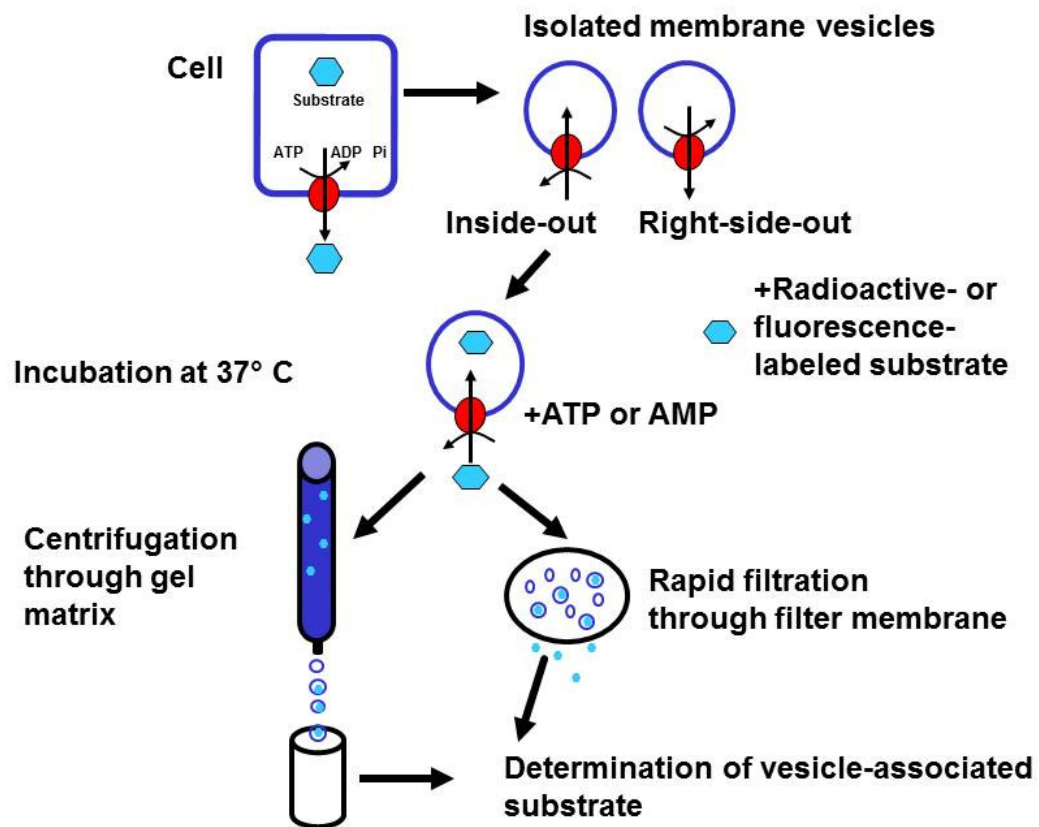 Isolated membrane vesicles
Cell
Substrate
ATP ADP Pi
Inside-out
Right-side-out
+Radioactive- or
fluorescence-
labeled substrate
Incubation at 37° C
+ATP or AMP
Centrifugation
through gel
matrix
Rapid filtration
through filter membrane
Determination of vesicle-associated
substrate